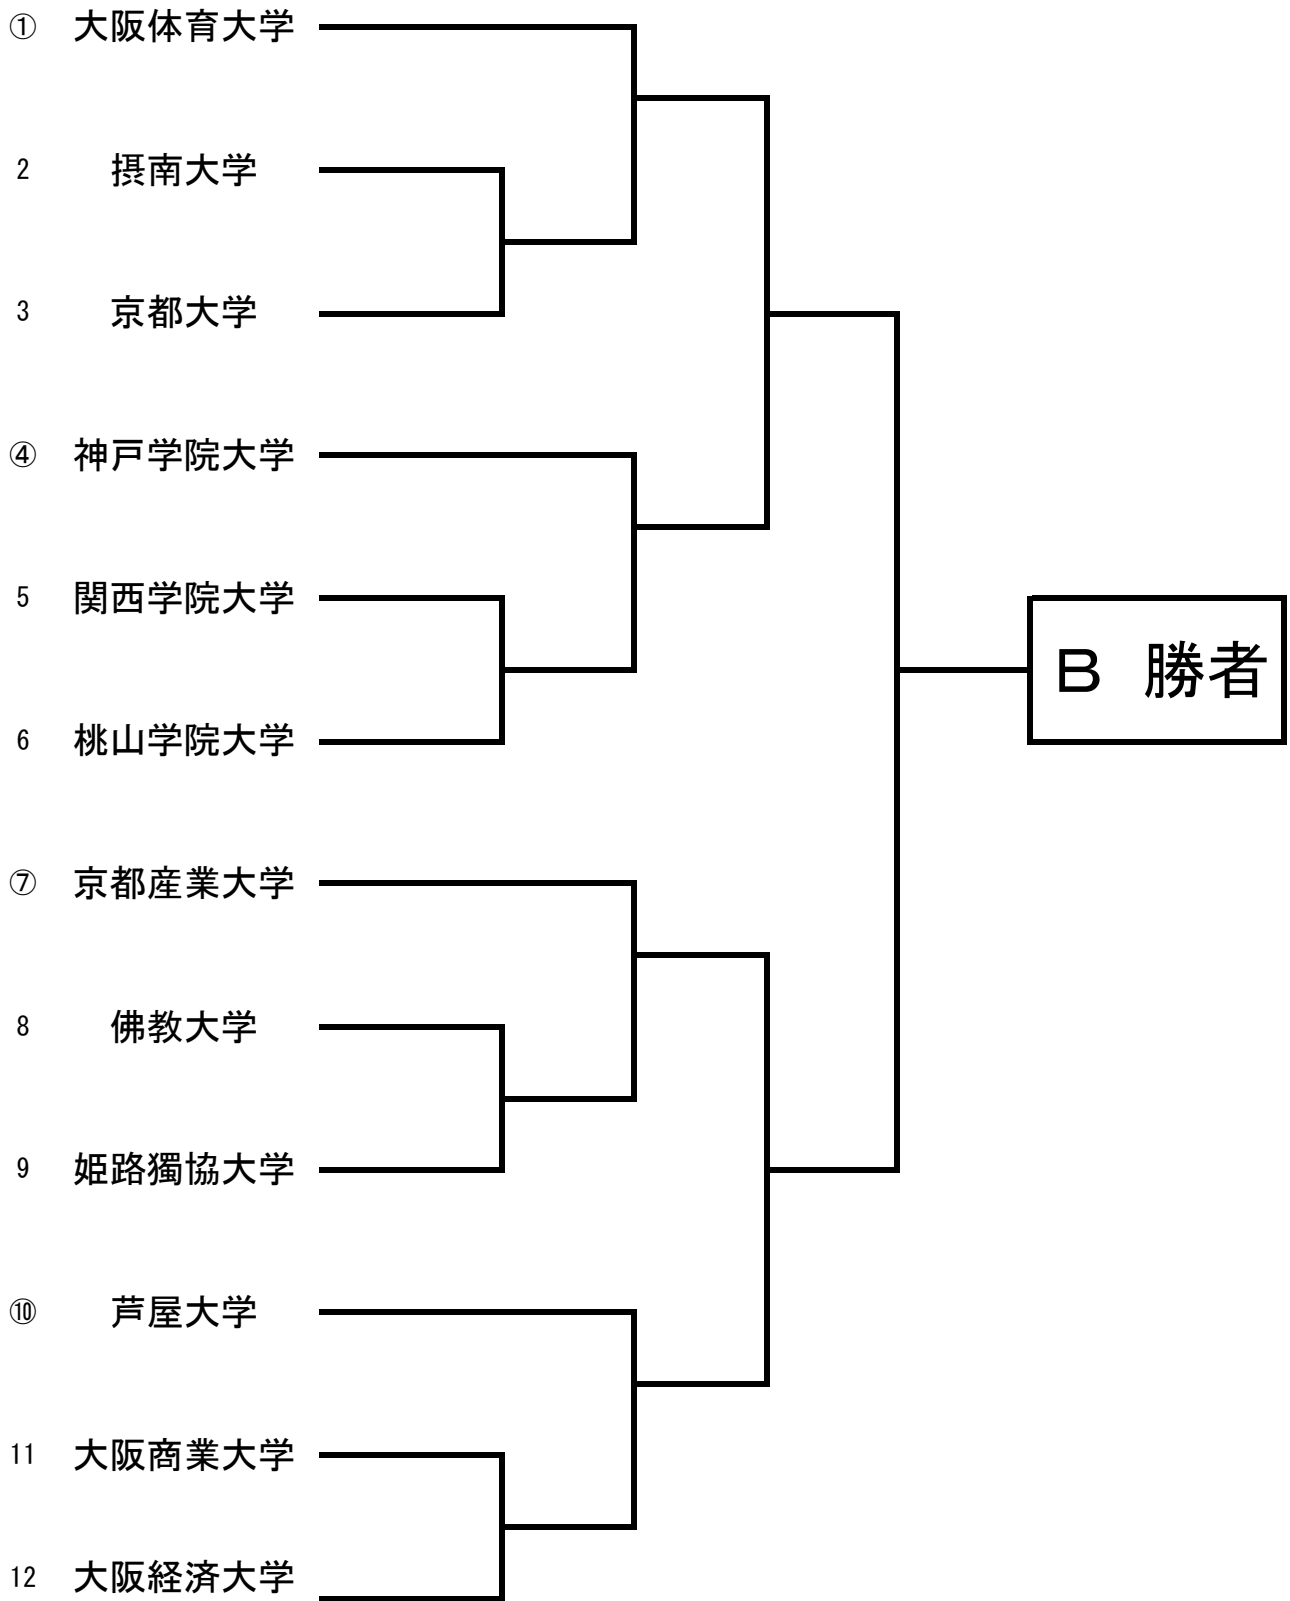 ① 大阪体育大学
2 摂南大学
3 京都大学
④ 神戸学院大学
5 関西学院大学
B 勝者
6 桃山学院大学
⑦ 京都産業大学
8 佛教大学
9 姫路獨協大学
⑩ 芦屋大学
11 大阪商業大学
12 大阪経済大学